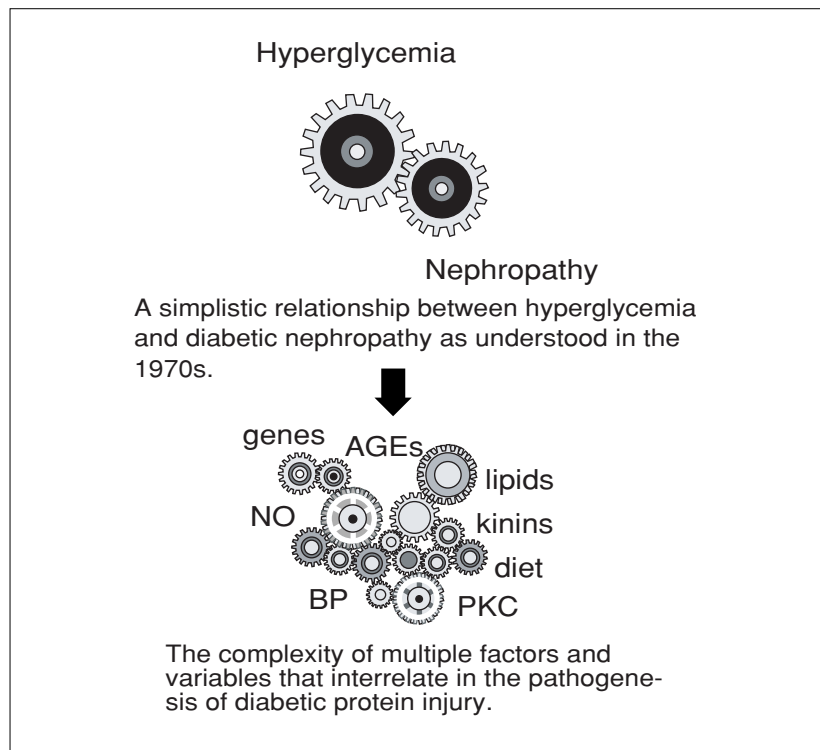 Hyperglycemia
Nephropathy
A simplistic relationship between hyperglycemia
and diabetic nephropathy as understood in the
1970s.
genes
AGEs
lipids
NO
kinins
diet
BP
PKC
The complexity of multiple factors and
variables that interrelate in the pathogene-
sis of diabetic protein injury.